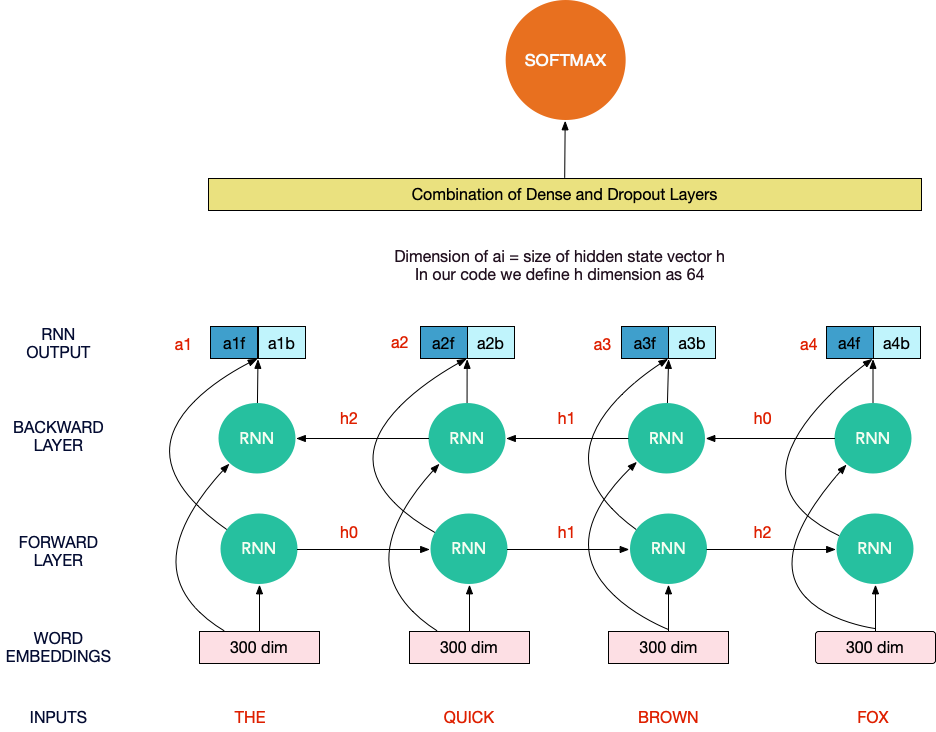 SOFTMAX
Combination of Dense and Dropout Layers
Dimension of ai = size of hidden state vector h
In our code we define h dimension as 64
RNN
OUTPUT
a1 a1f a1b a2 a2f a2b a3 a3f a3b a4 a4f a4b
BACKWARD
LAYER
RNN h2 RNN h1 RNN h0 RNN
FORWARD
LAYER
RNN h0 RNN h1 RNN h2 RNN
WORD
EMBEDDINGS
300 dim 300 dim 300 dim 300 dim
INPUTS THE QUICK BROWN FOX